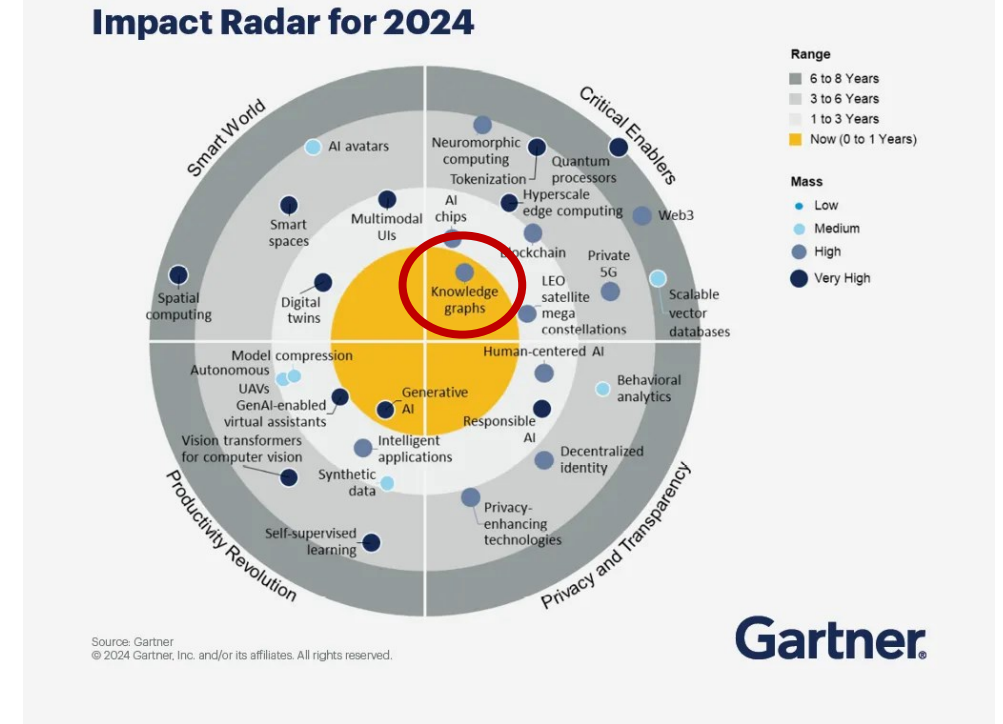 Impact Radar for 2024
Range
6 to 8 Years
3 to 6 Years
1 to 3 Years
Now (0 to 1 Years)
Mass
Low
Medium
High
Very High
Smart World
AI avatars
Smart
spaces
Multimodal
UIs
Spatial
computing
Digital
twins
Critical Enablers
Neuromorphic
computing
Tokenization
Quantum
processors
Hyperscale
edge computing
AI
chips
Web3
Blockchain
Private
5G
Knowledge
graphs
LEO
satellite
mega
constellations
Scalable
vector
databases
Productivity Revolution
Model compression
Autonomous
UAVs
GenAI-enabled
virtual assistants
Generative
AI
Vision transformers
for computer vision
Intelligent
applications
Synthetic
data
Self-supervised
learning
Privacy and Transparency
Human-centered AI
Behavioral
analytics
Responsible
AI
Decentralized
identity
Privacy-
enhancing
technologies
Source: Gartner
© 2024 Gartner, Inc. and/or its affiliates. All rights reserved.
Gartner®